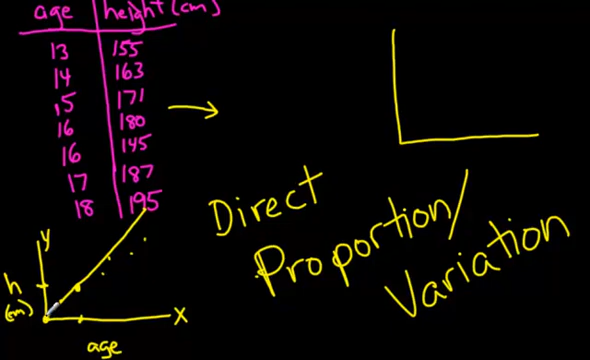 age height (cm)
13 155
14 163
15 171
16 180
16 145
17 187
18 195
Direct
Proportion/
Variation
y
h
(cm)
x
age